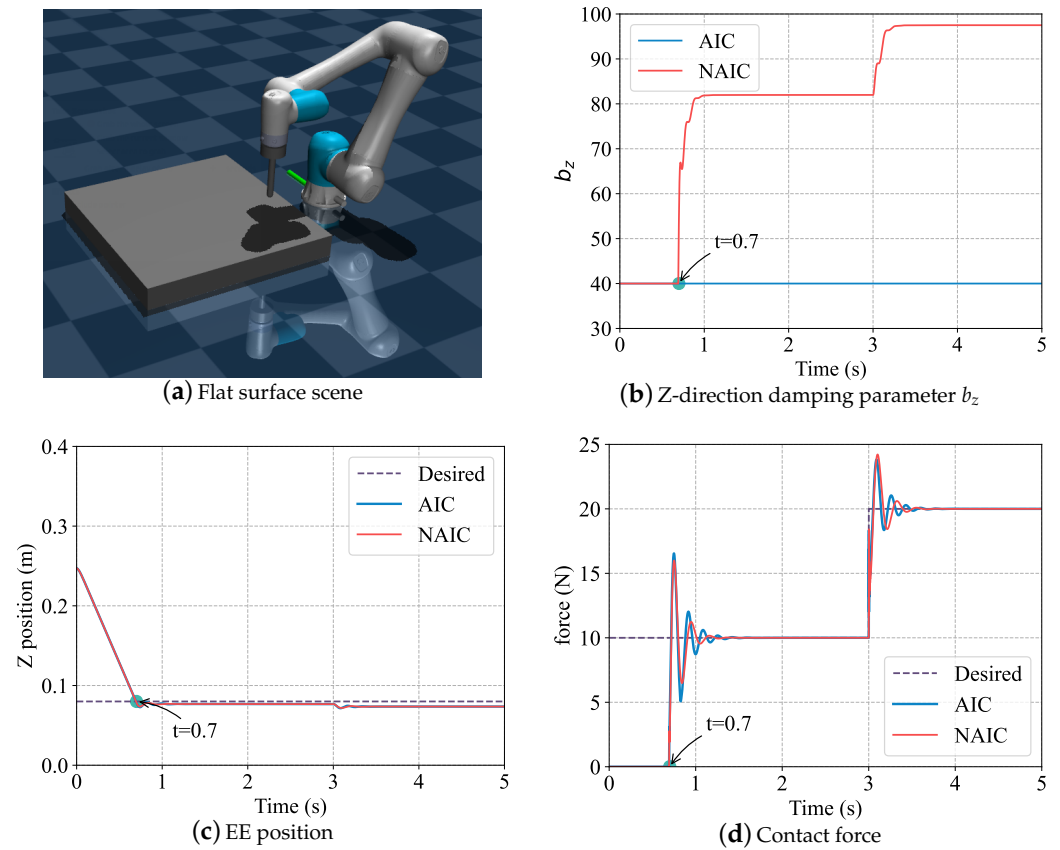 100
90
80
70
60
50
40
30
b_z
AIC
NAIC
t=0.7
0 1 2 3 4 5
Time (s)
(a) Flat surface scene
(b) Z-direction damping parameter b_z
0.4
0.3
0.2
0.1
0.0
Z position (m)
Desired
AIC
NAIC
t=0.7
0 1 2 3 4 5
Time (s)
(c) EE position
25
20
15
10
5
0
force (N)
Desired
AIC
NAIC
t=0.7
0 1 2 3 4 5
Time (s)
(d) Contact force